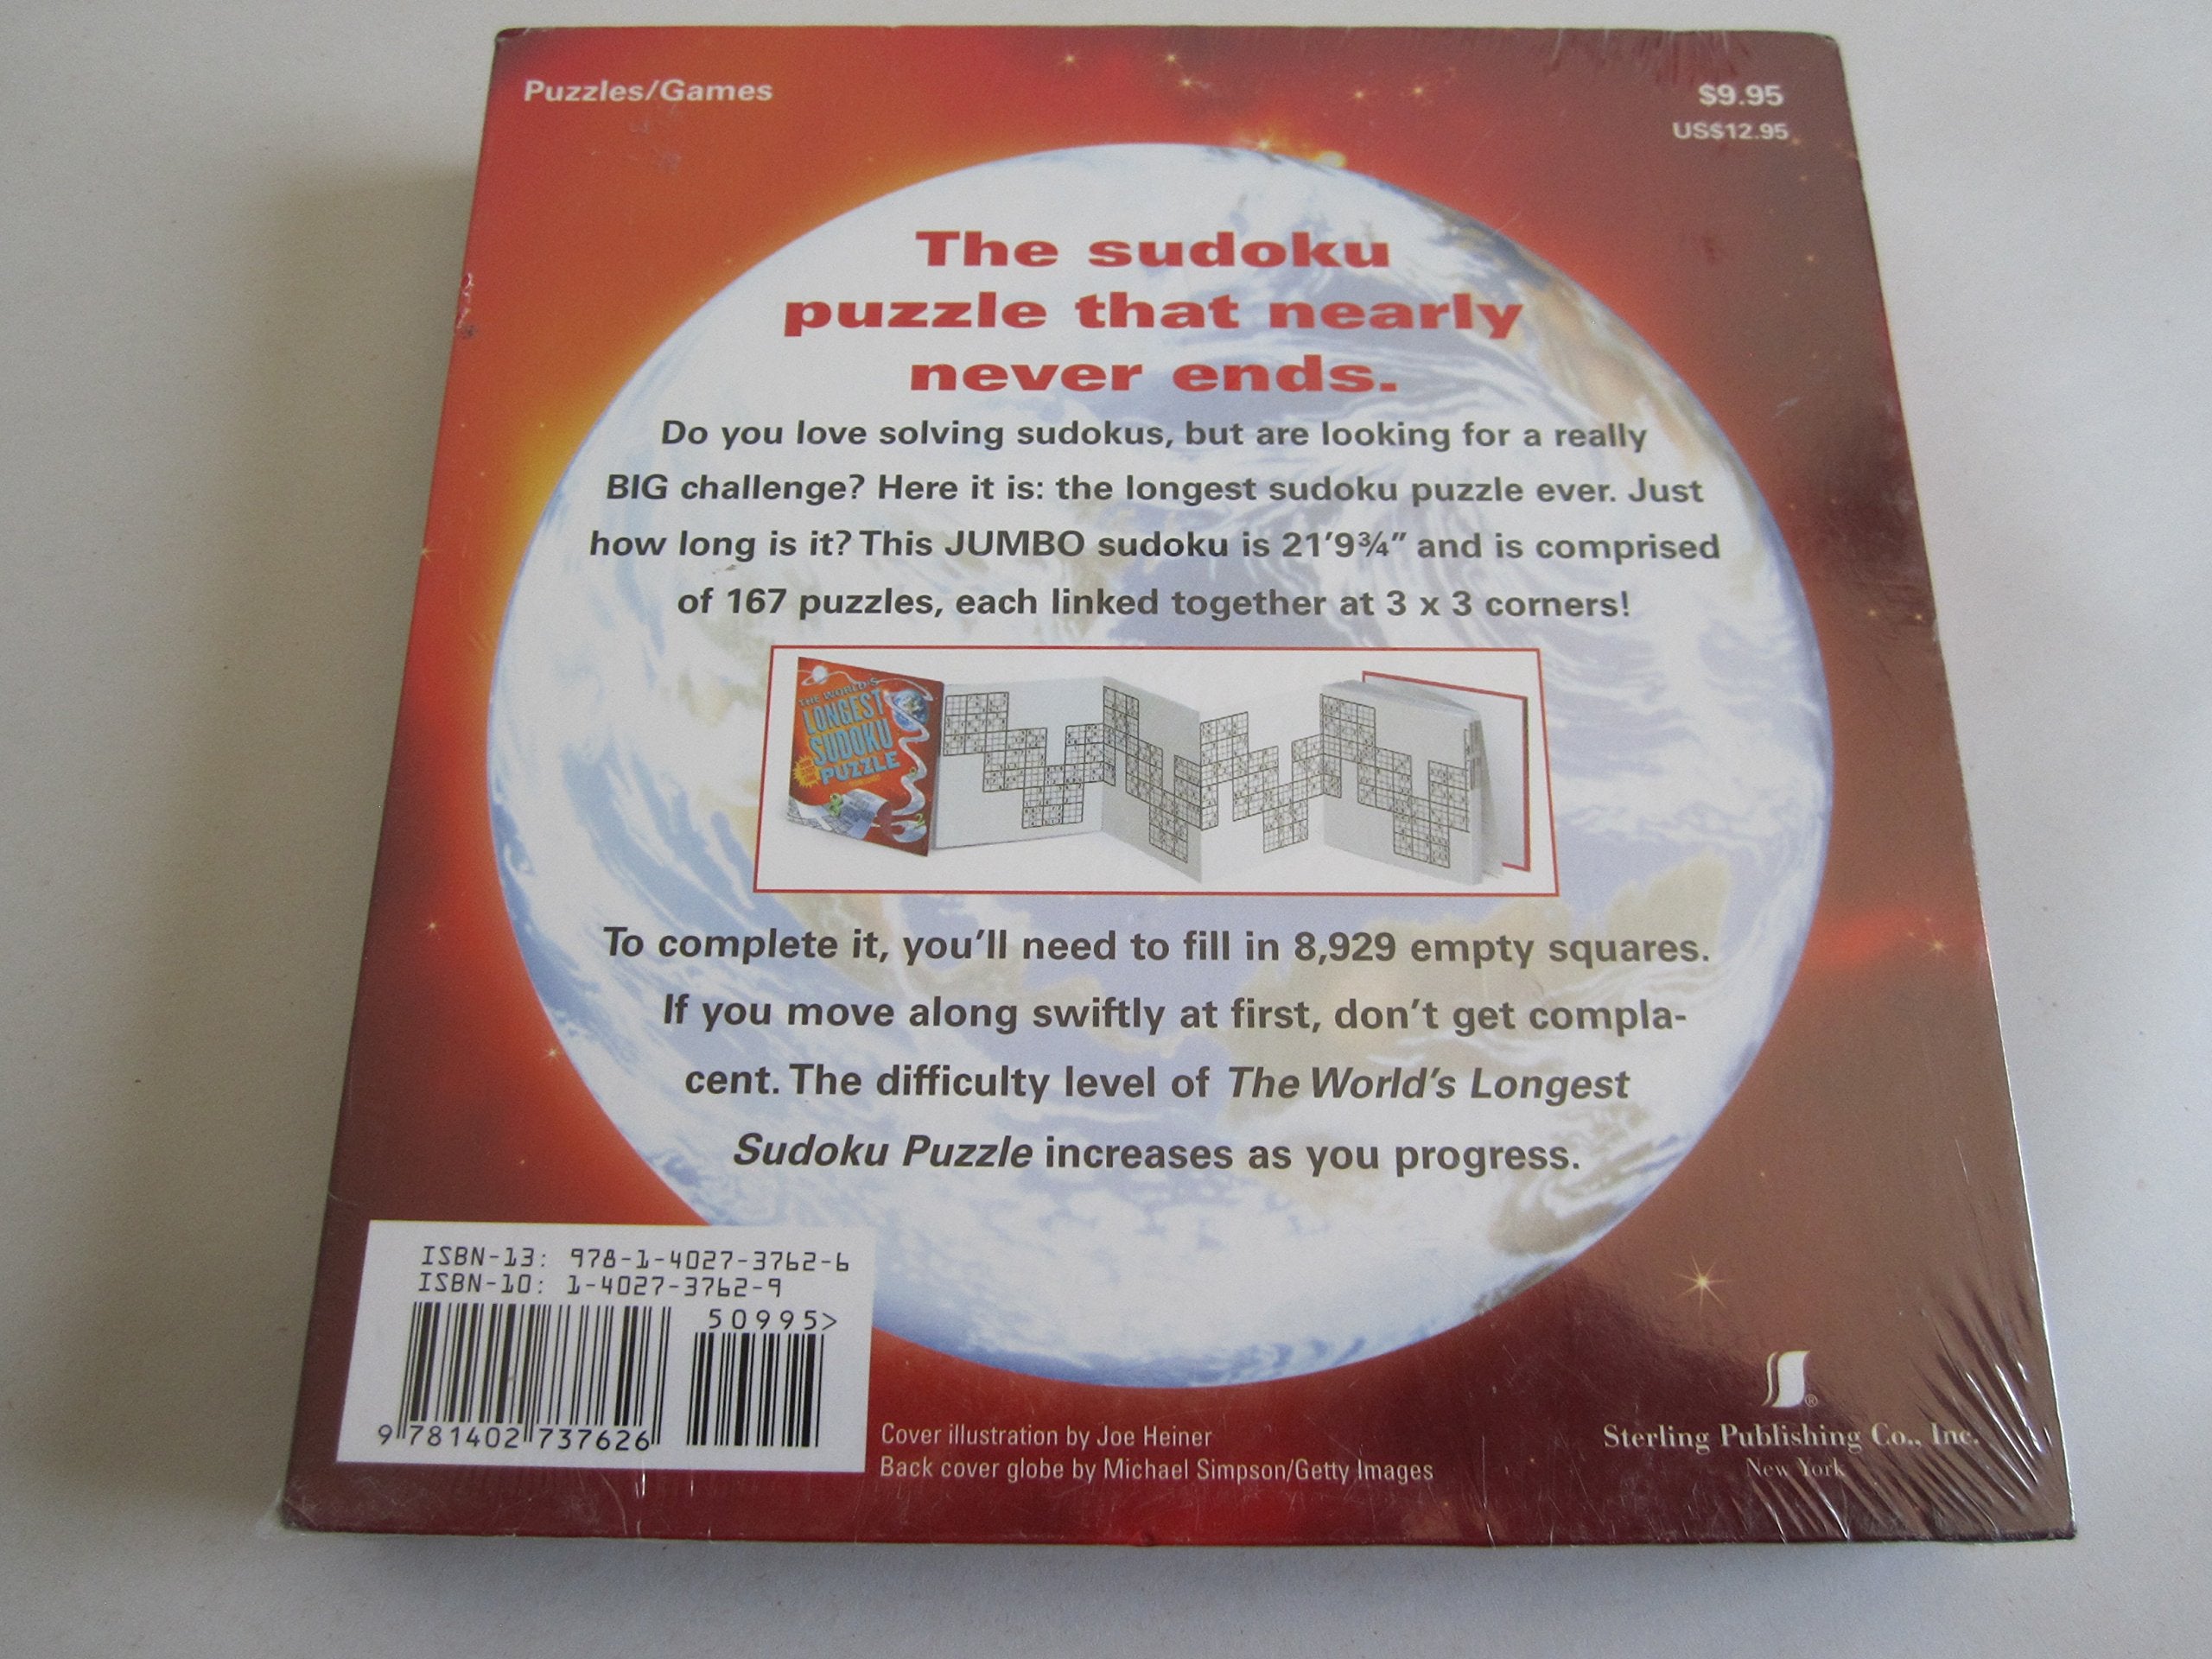 Puzzles/Games
$9.95
US$12.95
The sudoku
puzzle that nearly
never ends.
Do you love solving sudokus, but are looking for a really
BIG challenge? Here it is: the longest sudoku puzzle ever. Just
how long is it? This JUMBO sudoku is 21'9¾" and is comprised
of 167 puzzles, each linked together at 3 x 3 corners!
THE WORLD'S
LONGEST
SUDOKU
PUZZLE
To complete it, you'll need to fill in 8,929 empty squares.
If you move along swiftly at first, don't get compla-
cent. The difficulty level of The World's Longest
Sudoku Puzzle increases as you progress.
ISBN-13: 978-1-4027-3762-6
ISBN-10: 1-4027-3762-9
50995>
9 781402 737626
Cover illustration by Joe Heiner
Back cover globe by Michael Simpson/Getty Images
®
Sterling Publishing Co., Inc.
New York